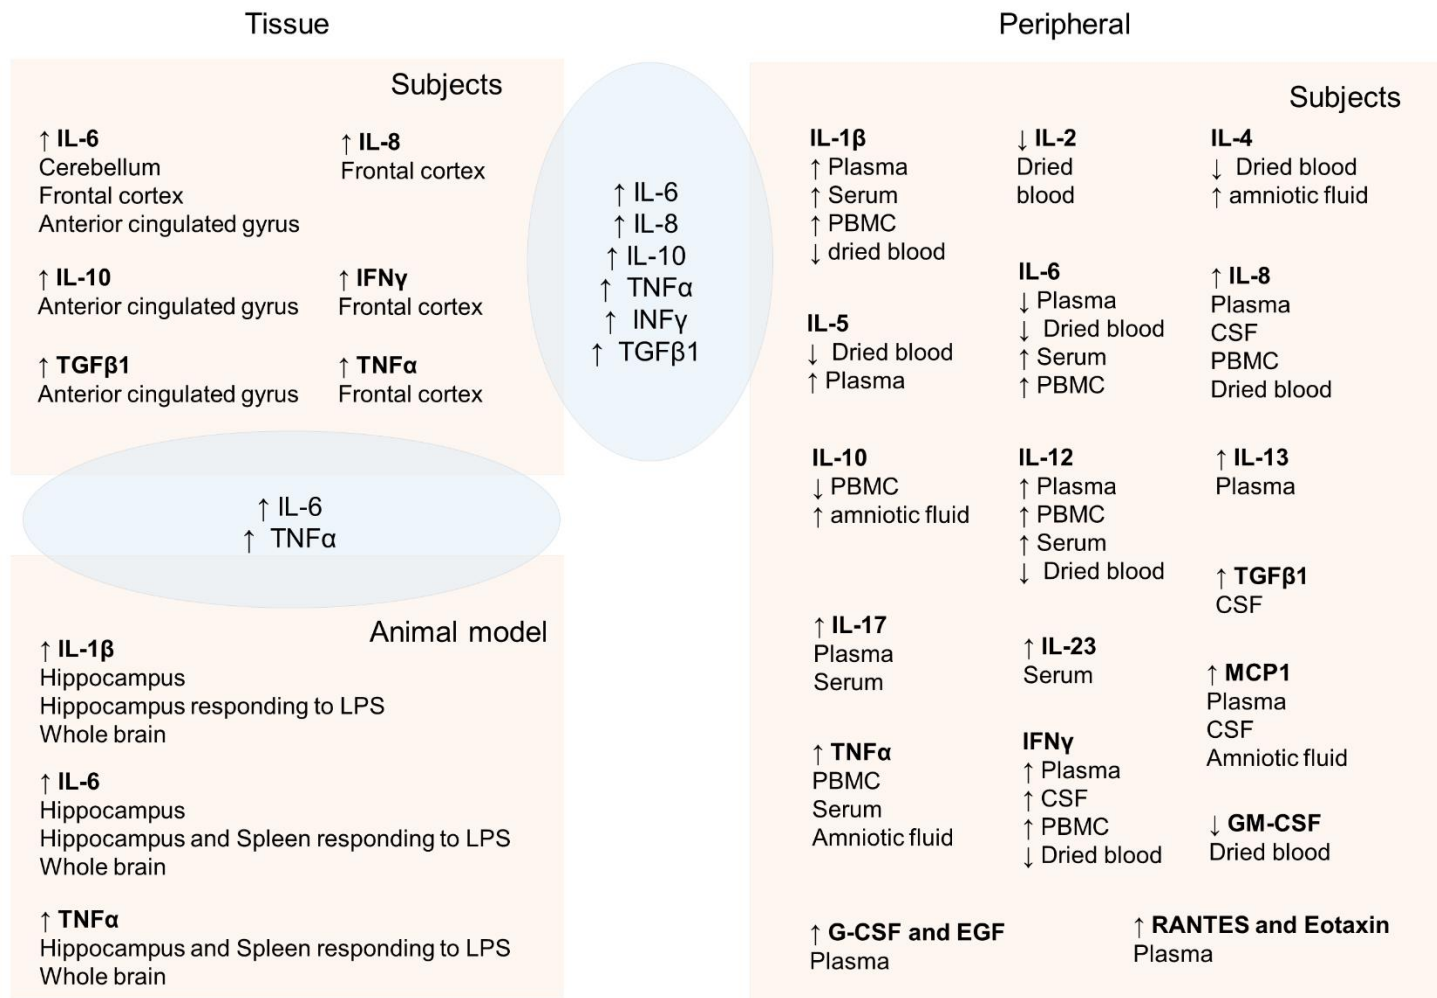 Tissue
Subjects
↑ IL-6
Cerebellum
Frontal cortex
Anterior cingulated gyrus
↑ IL-8
Frontal cortex
↑ IL-10
Anterior cingulated gyrus
↑ IFNγ
Frontal cortex
↑ TGFβ1
Anterior cingulated gyrus
↑ TNFα
Frontal cortex
↑ IL-6
↑ TNFα
Animal model
↑ IL-1β
Hippocampus
Hippocampus responding to LPS
Whole brain
↑ IL-6
Hippocampus
Hippocampus and Spleen responding to LPS
Whole brain
↑ TNFα
Hippocampus and Spleen responding to LPS
Whole brain
↑ IL-6
↑ IL-8
↑ IL-10
↑ TNFα
↑ INFγ
↑ TGFβ1
Peripheral
Subjects
IL-1β
↑ Plasma
↑ Serum
↑ PBMC
↓ dried blood
↓ IL-2
Dried
blood
IL-4
↓ Dried blood
↑ amniotic fluid
IL-5
↓ Dried blood
↑ Plasma
IL-6
↓ Plasma
↓ Dried blood
↑ Serum
↑ PBMC
↑ IL-8
Plasma
CSF
PBMC
Dried blood
IL-10
↓ PBMC
↑ amniotic fluid
IL-12
↑ Plasma
↑ PBMC
↑ Serum
↓ Dried blood
↑ IL-13
Plasma
↑ TGFβ1
CSF
↑ IL-17
Plasma
Serum
↑ IL-23
Serum
↑ MCP1
Plasma
CSF
Amniotic fluid
↑ TNFα
PBMC
Serum
Amniotic fluid
IFNγ
↑ Plasma
↑ CSF
↑ PBMC
↓ Dried blood
↓ GM-CSF
Dried blood
↑ G-CSF and EGF
Plasma
↑ RANTES and Eotaxin
Plasma